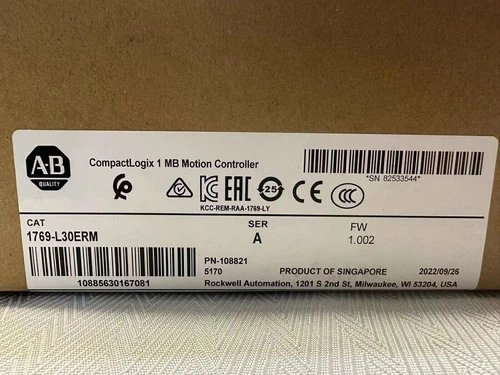 A-B
QUALITY
CompactLogix 1 MB Motion Controller
*SN 82533544*
25
KCC-REM-RAA-1769-LY
CAT
1769-L30ERM
SER
A
FW
1.002
10885630167081
PN-108821
5170
PRODUCT OF SINGAPORE
2022/09/26
Rockwell Automation, 1201 S 2nd St, Milwaukee, WI 53204, USA